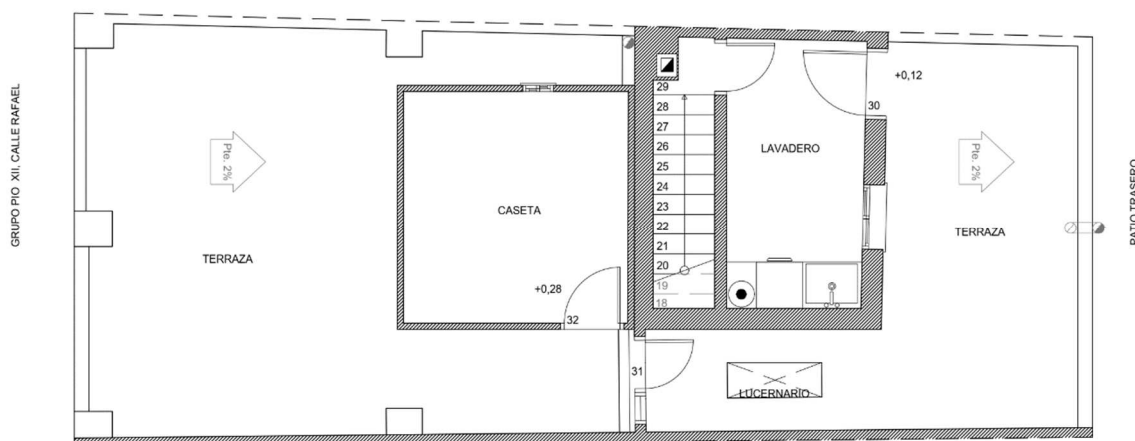 GRUPO PIO XII, CALLE RAFAEL
TERRAZA
Pte. 2%
CASETA
+0,28
32
31
29
28
27
26
25
24
23
22
21
20
19
18
LAVADERO
30
+0,12
Pte. 2%
TERRAZA
LUCERNARIO
PATIO TRASERO